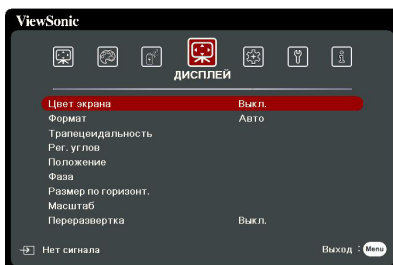 ViewSonic
ДИСПЛЕЙ
Цвет экрана Выкл.
Формат Авто
Трапецеидальность
Рег. углов
Положение
Фаза
Размер по горизонт.
Масштаб
Переразвертка Выкл.
Нет сигнала Выход : Menu